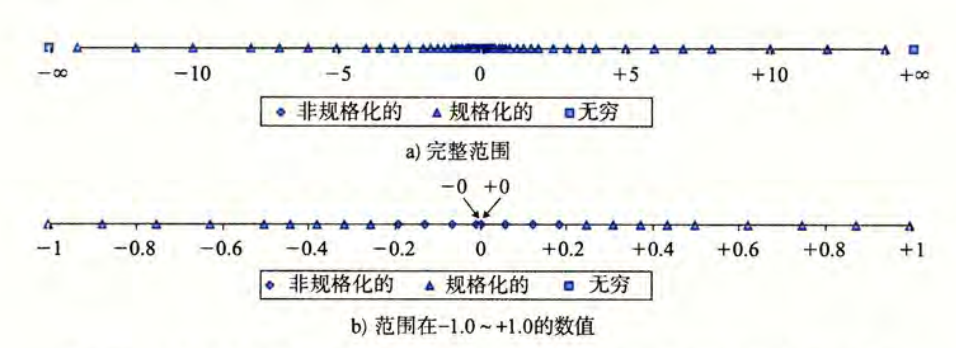 −∞ −10 −5 0 +5 +10 +∞
非规格化的 规格化的 无穷
a) 完整范围
−0 +0
−1 −0.8 −0.6 −0.4 −0.2 0 +0.2 +0.4 +0.6 +0.8 +1
非规格化的 规格化的 无穷
b) 范围在−1.0～+1.0的数值